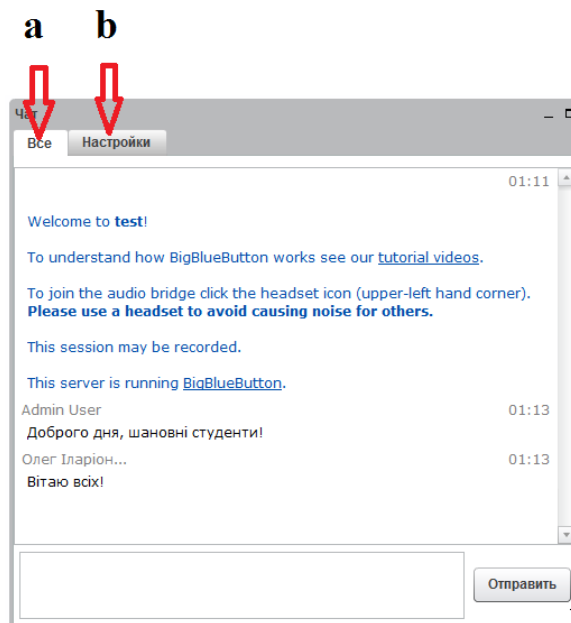 a b
Чат
Все Настройки
01:11
Welcome to test!
To understand how BigBlueButton works see our tutorial videos.
To join the audio bridge click the headset icon (upper-left hand corner).
Please use a headset to avoid causing noise for others.
This session may be recorded.
This server is running BigBlueButton.
Admin User 01:13
Доброго дня, шановні студенти!
Олег Іларіон... 01:13
Вітаю всіх!
Отправить